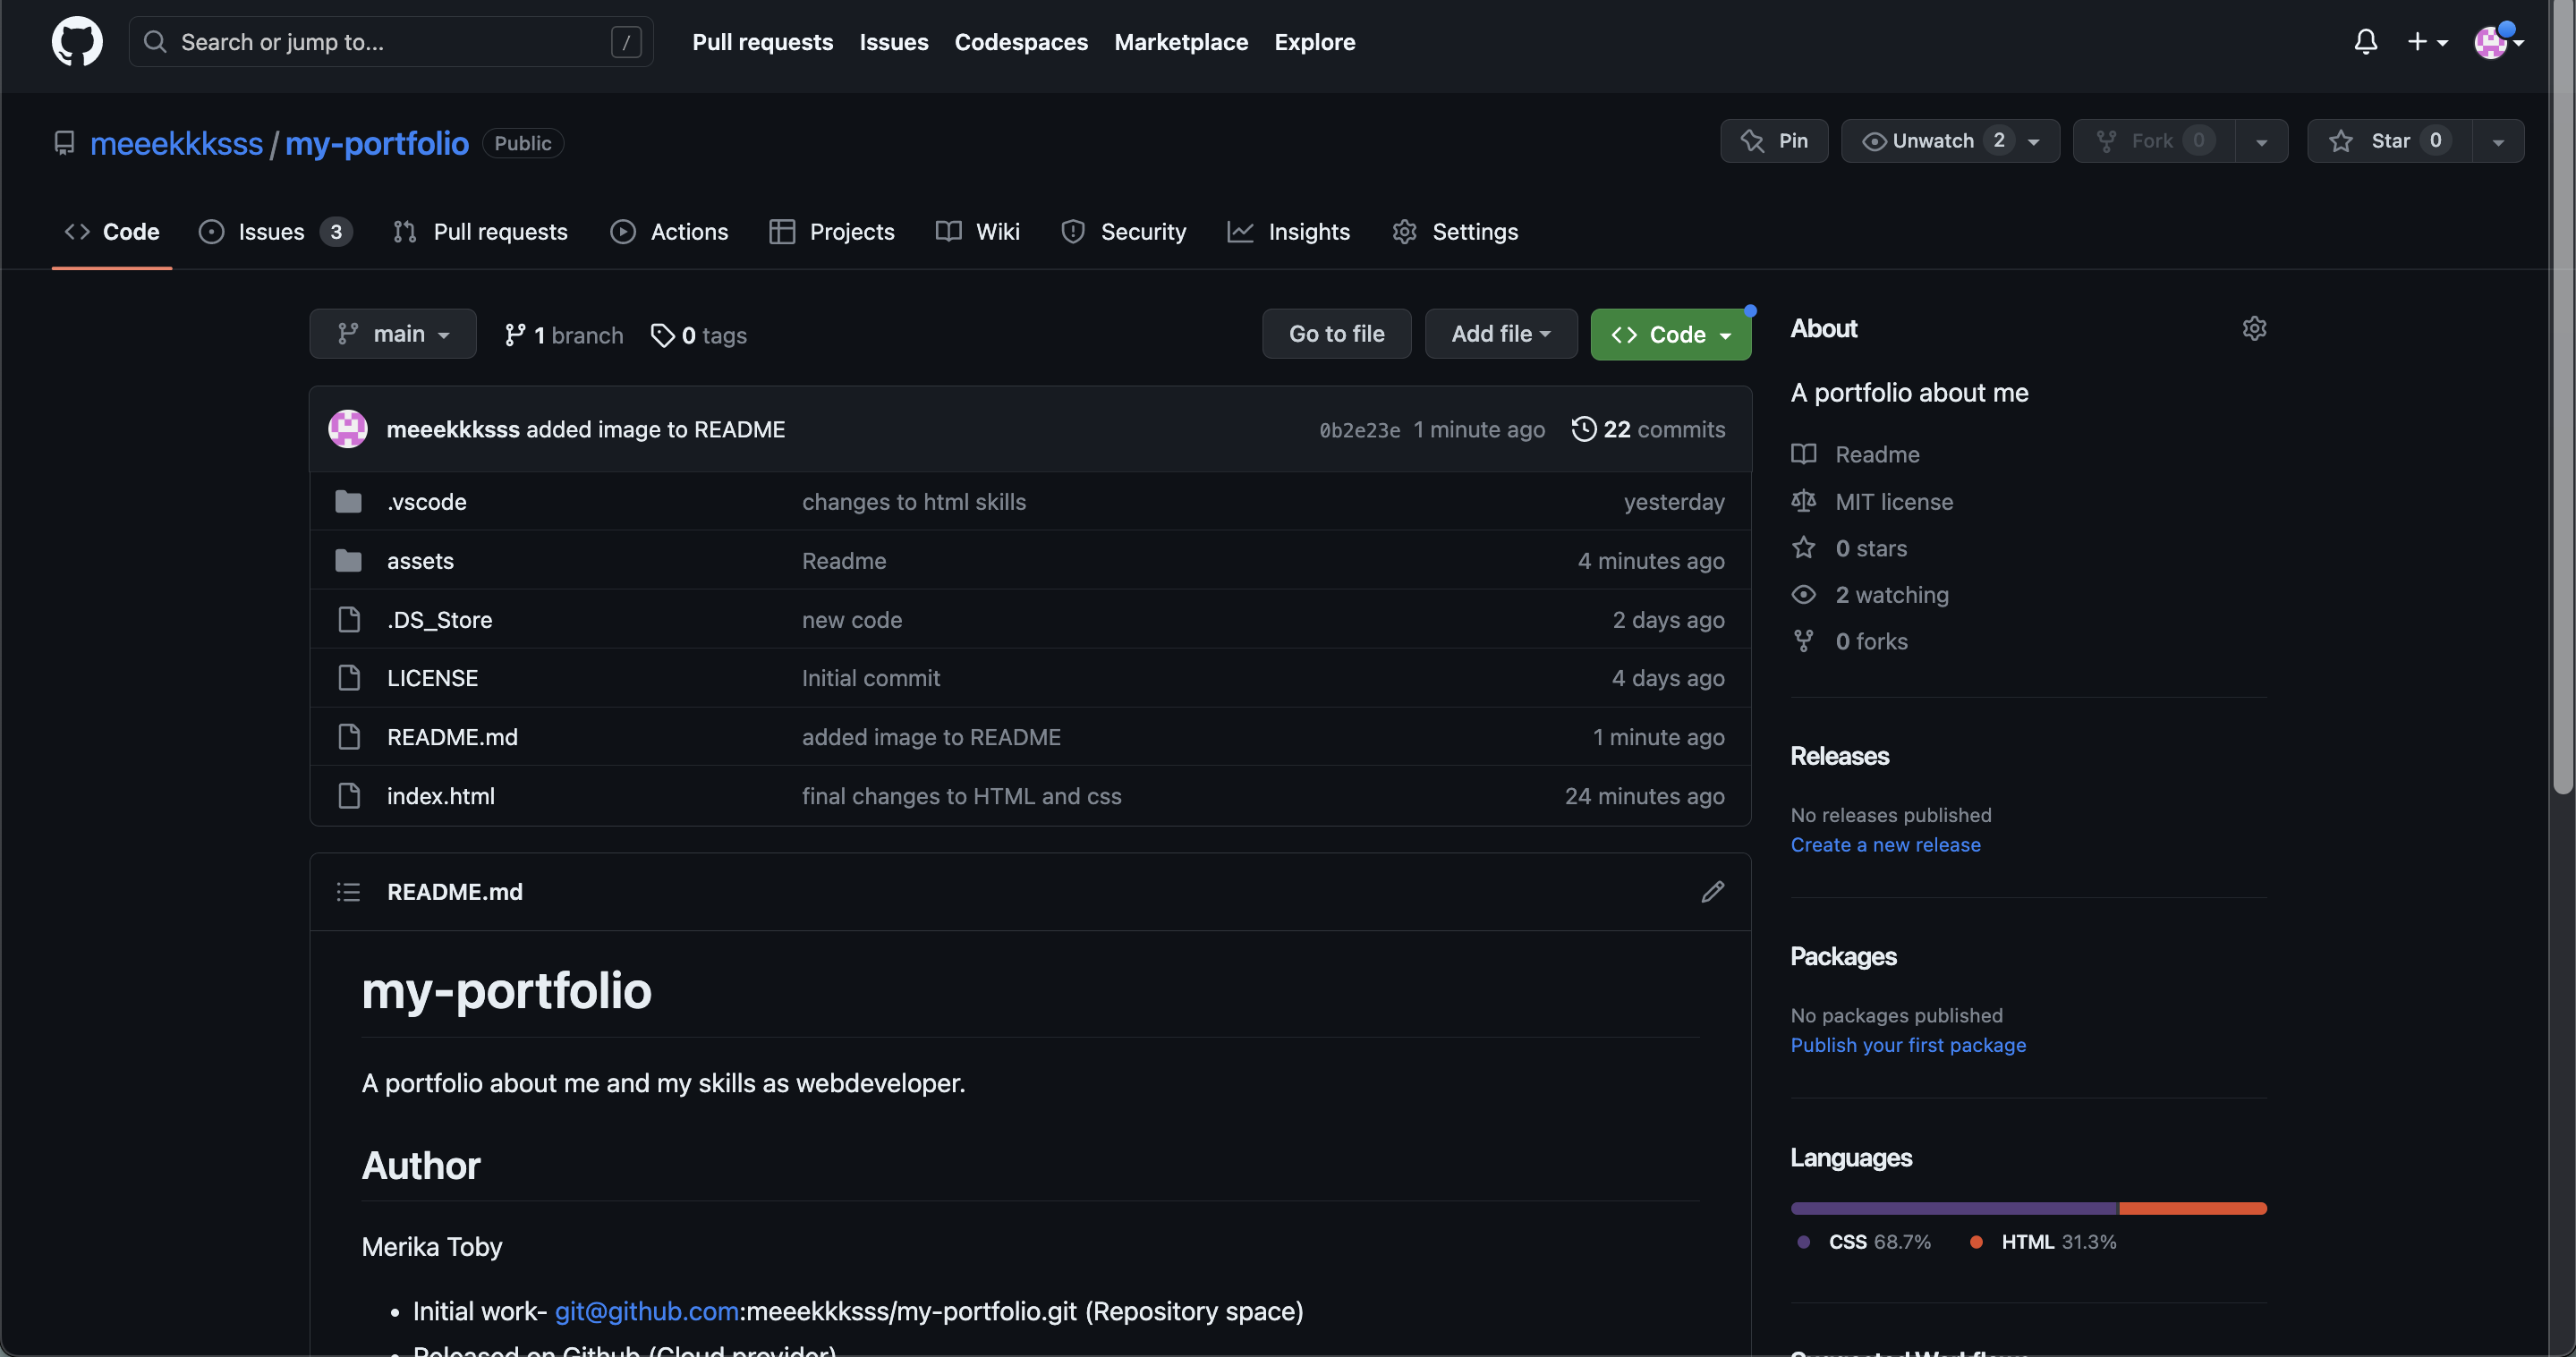 Search or jump to... /
Pull requests Issues Codespaces Marketplace Explore
meeekkksss / my-portfolio Public
Pin Unwatch 2 Fork 0 Star 0
Code Issues 3 Pull requests Actions Projects Wiki Security Insights Settings
main 1 branch 0 tags
Go to file Add file Code
meeekkksss added image to README 0b2e23e 1 minute ago 22 commits
.vscode changes to html skills yesterday
assets Readme 4 minutes ago
.DS_Store new code 2 days ago
LICENSE Initial commit 4 days ago
README.md added image to README 1 minute ago
index.html final changes to HTML and css 24 minutes ago
README.md
my-portfolio
A portfolio about me and my skills as webdeveloper.
Author
Merika Toby
• Initial work- git@github.com:meeekkksss/my-portfolio.git (Repository space)
• Released on Github (Cloud provider)
About
A portfolio about me
Readme
MIT license
0 stars
2 watching
0 forks
Releases
No releases published
Create a new release
Packages
No packages published
Publish your first package
Languages
CSS 68.7% HTML 31.3%
Suggested Workflows